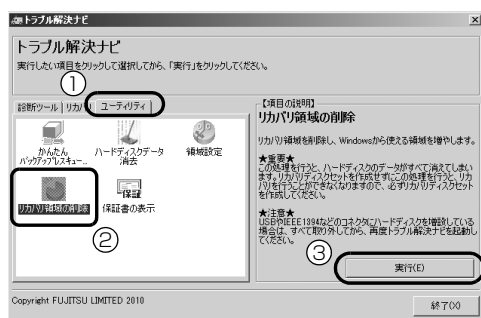 トラブル解決ナビ
トラブル解決ナビ
実行したい項目をクリックして選択してから、「実行」をクリックしてください。
①
診断ツール
リカバリ
ユーティリティ
かんたん
バックアップレスキュー...
ハードディスクデータ
消去
領域設定
リカバリ領域の削除
保証
保証書の表示
②
【項目の説明】
リカバリ領域の削除
リカバリ領域を削除し、Windowsから使える領域を増やします。
★重要★
この処理を行うと、ハードディスクのデータがすべて消えてしまい
ます。リカバリディスクセットを作成せずにこの処理を行うと、リカバ
リを行うことができなくなりますので、必ずリカバリディスクセット
を作成してください。
★注意★
USBやIEEE1394などのコネクタにハードディスクを増設している
場合は、すべて取り外してから、再度トラブル解決ナビを起動し
てください。
③
実行(E)
Copyright FUJITSU LIMITED 2010
終了(X)